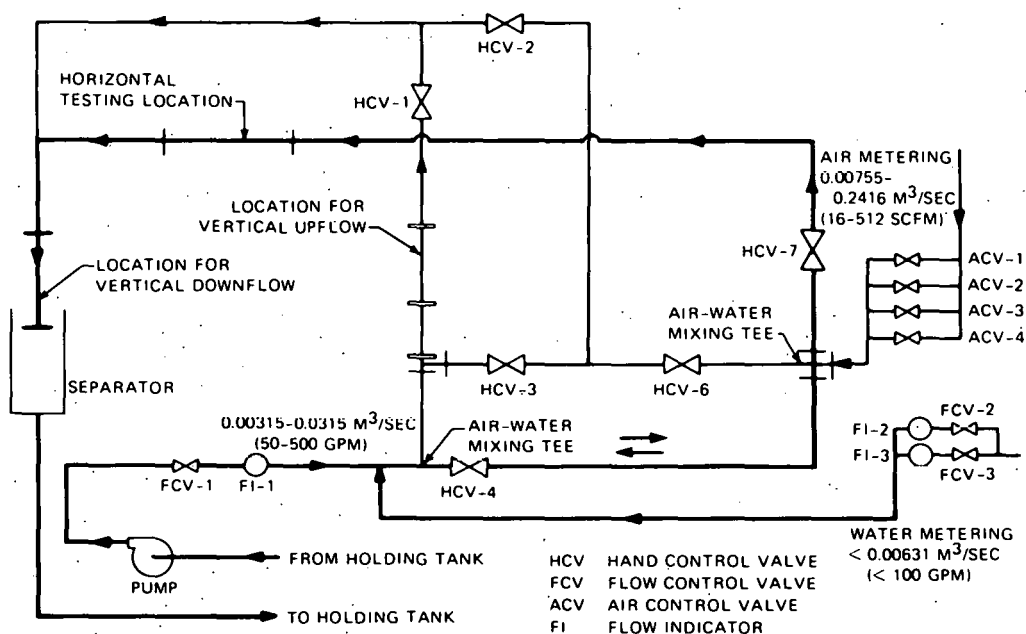 HCV-2
HORIZONTAL
TESTING LOCATION
HCV-1
AIR METERING
0.00755-
0.2416 M³/SEC
(16-512 SCFM)
LOCATION FOR
VERTICAL UPFLOW
HCV-7
LOCATION FOR
VERTICAL DOWNFLOW
ACV-1
ACV-2
ACV-3
ACV-4
AIR-WATER
MIXING TEE
SEPARATOR
HCV-3
HCV-6
0.00315-0.0315 M³/SEC
(50-500 GPM)
AIR-WATER
MIXING TEE
FCV-2
FI-2
FI-3
FCV-3
FCV-1
FI-1
HCV-4
WATER METERING
< 0.00631 M³/SEC
(< 100 GPM)
FROM HOLDING TANK
PUMP
TO HOLDING TANK
HCV HAND CONTROL VALVE
FCV FLOW CONTROL VALVE
ACV AIR CONTROL VALVE
FI FLOW INDICATOR